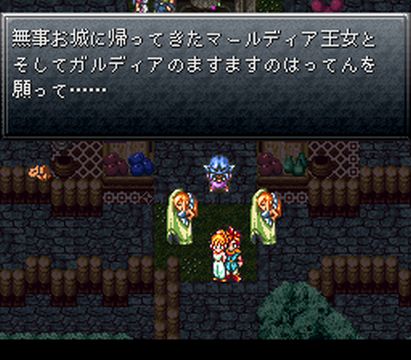 無事お城に帰ってきたマールディア王女と
そしてガルディアのますますのはってんを
願って……